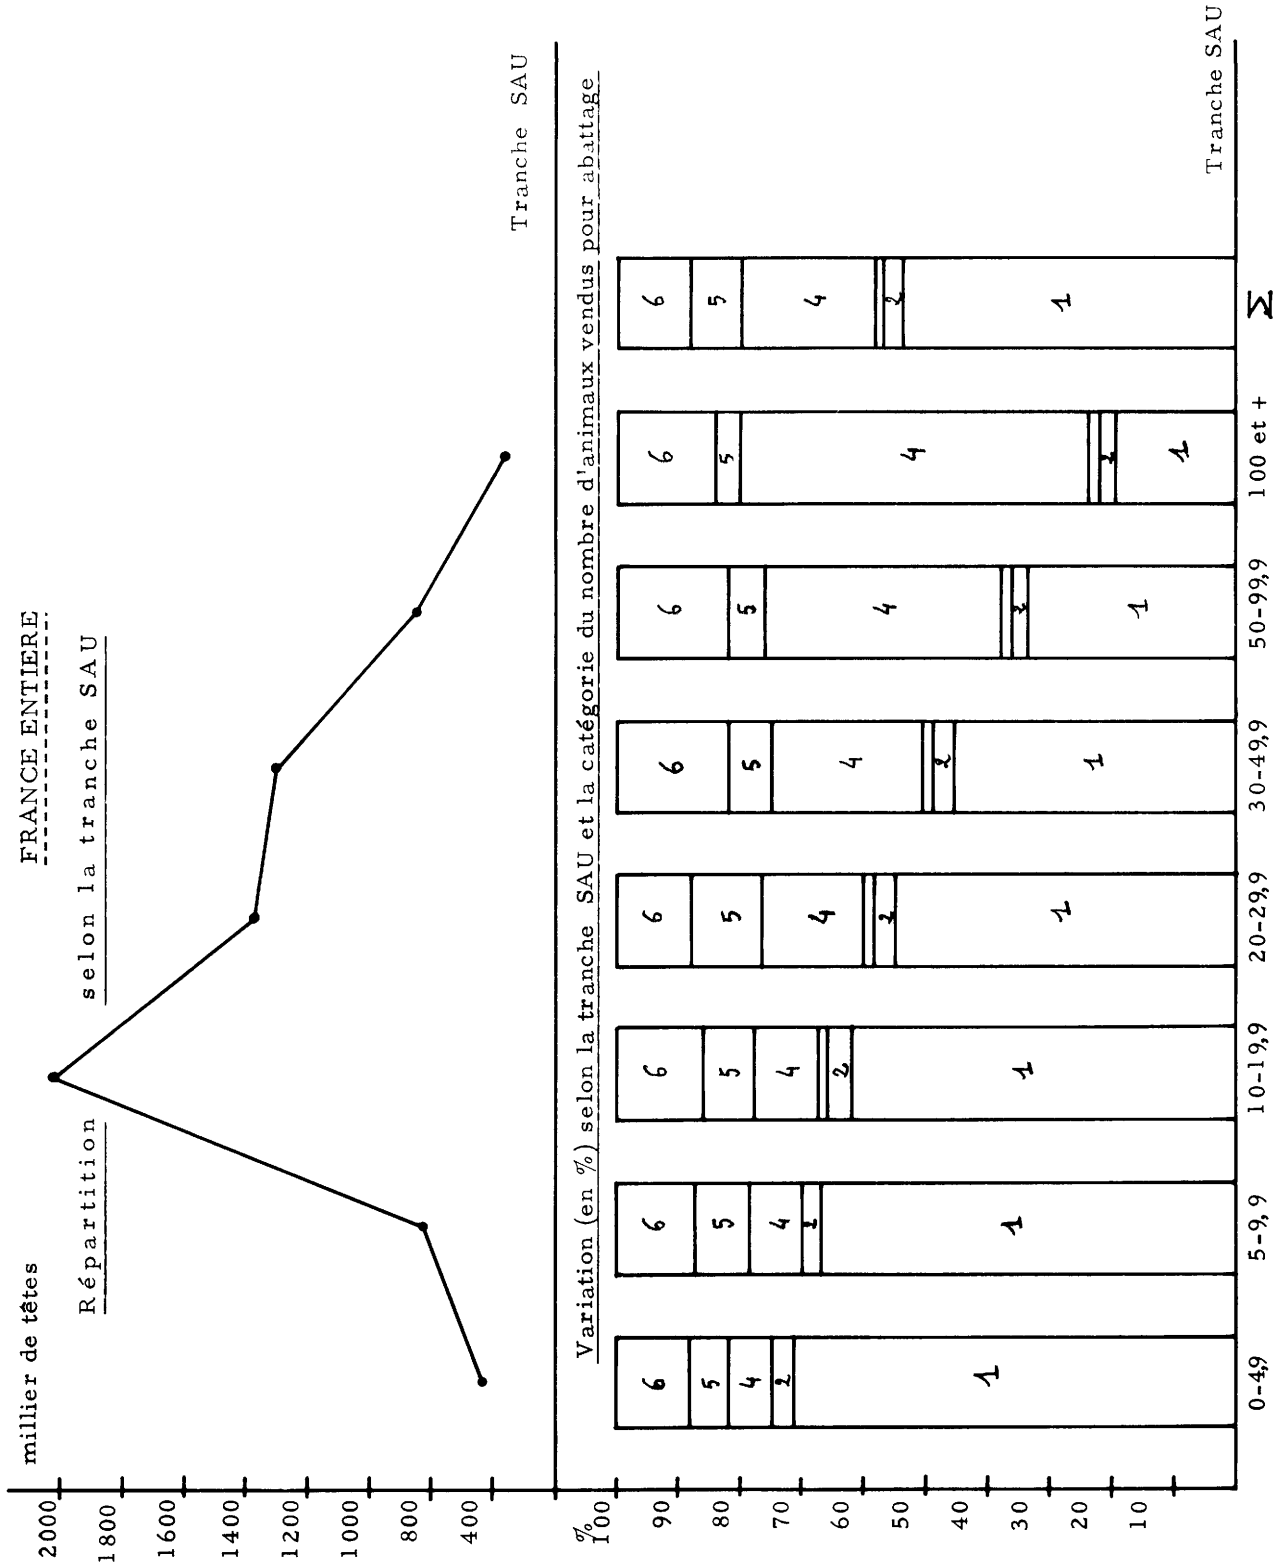 FRANCE ENTIERE
millier de têtes
Répartition selon la tranche SAU
2000
1800
1600
1400
1200
1000
800
600
400
Tranche SAU
Variation (en %) selon la tranche SAU et la catégorie du nombre d'animaux vendus pour abattage
%
100
90
80
70
60
50
40
30
20
10
6 6 6 6 6 6 6 6
5 5 5 5 5 5 5 5
4 4 4 4 4 4 4 4
2 2 2 2 2 2 2 2
1 1 1 1 1 1 1 1
Tranche SAU
0-4,9 5-9,9 10-19,9 20-29,9 30-49,9 50-99,9 100 et + Σ